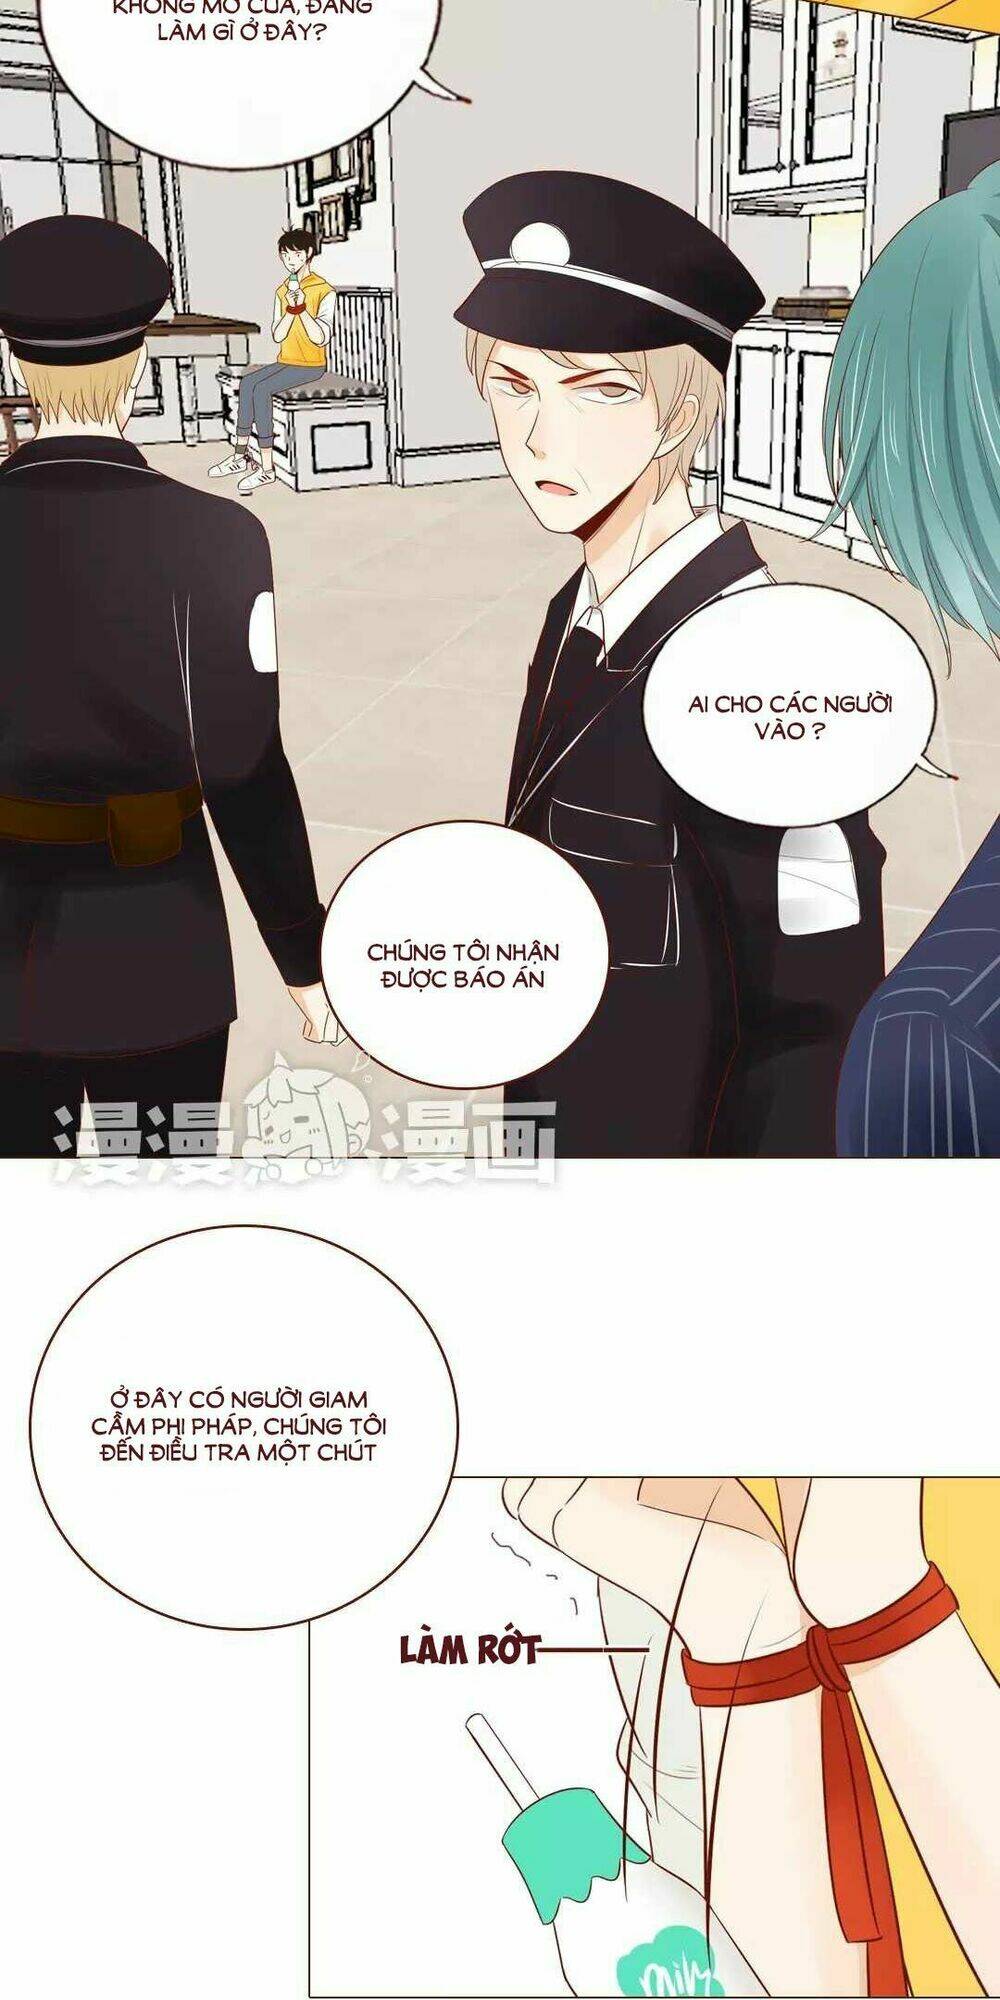 KHÔNG MỞ CỬA, ĐANG
LÀM GÌ Ở ĐÂY?
AI CHO CÁC NGƯỜI
VÀO ?
CHÚNG TÔI NHẬN
ĐƯỢC BÁO ÁN
漫漫漫画
Ở ĐÂY CÓ NGƯỜI GIAM
CẦM PHI PHÁP, CHÚNG TÔI
ĐẾN ĐIỀU TRA MỘT CHÚT
LÀM RỚT